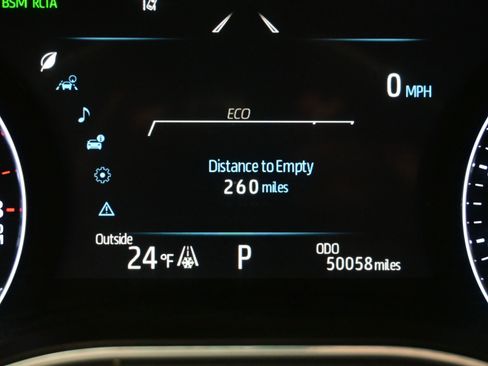 BSM RCTA
0 MPH
ECO
Distance to Empty
260 miles
Outside
24 °F
P
ODO
50058 miles